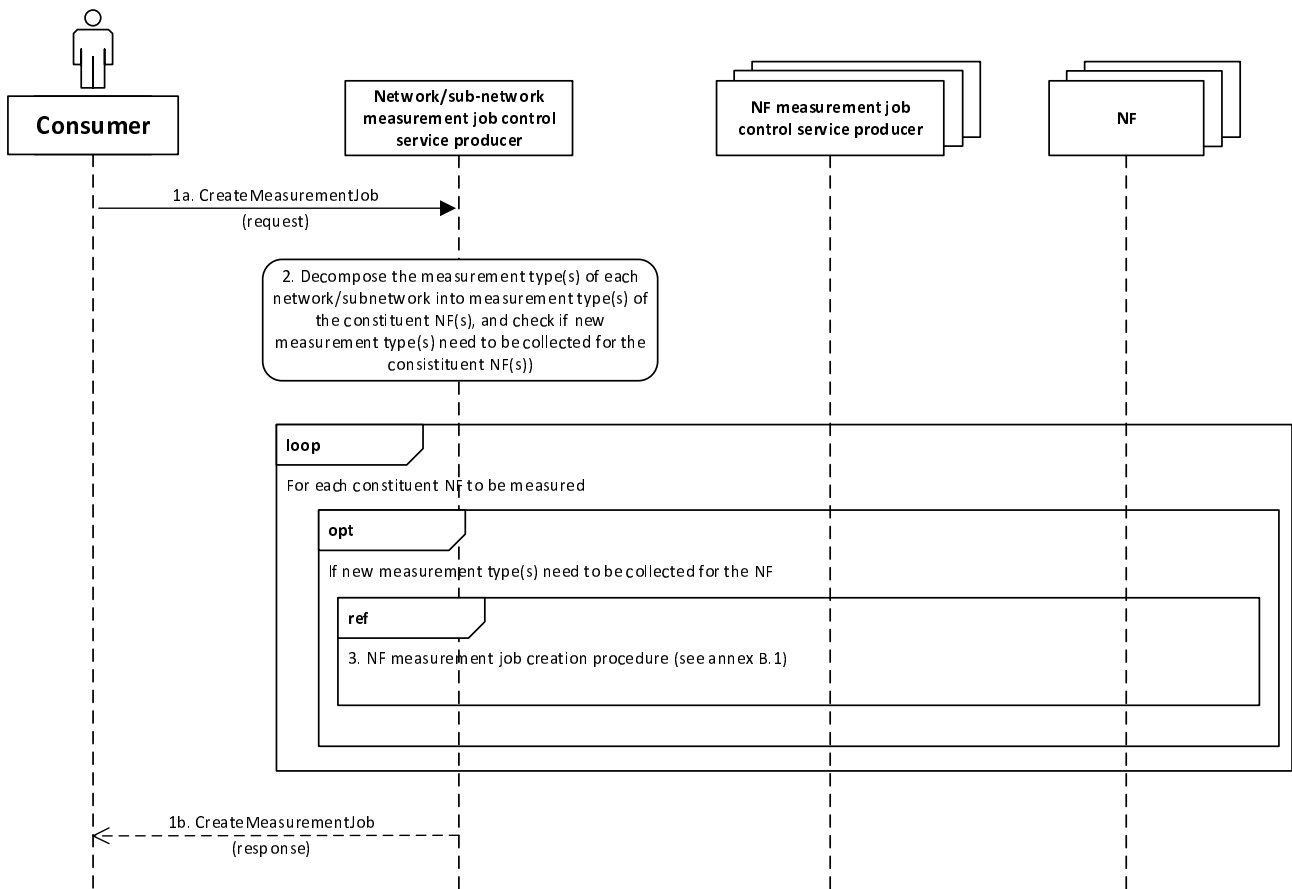 Consumer
Network/sub-network
measurement job control
service producer
NF measurement job
control service producer
NF
1a. CreateMeasurementJob
(request)
2. Decompose the measurement type(s) of each
network/subnetwork into measurement type(s) of
the constituent NF(s), and check if new
measurement type(s) need to be collected for the
consistituent NF(s))
loop
For each constituent NF to be measured
opt
If new measurement type(s) need to be collected for the NF
ref
3. NF measurement job creation procedure (see annex B.1)
1b. CreateMeasurementJob
(response)